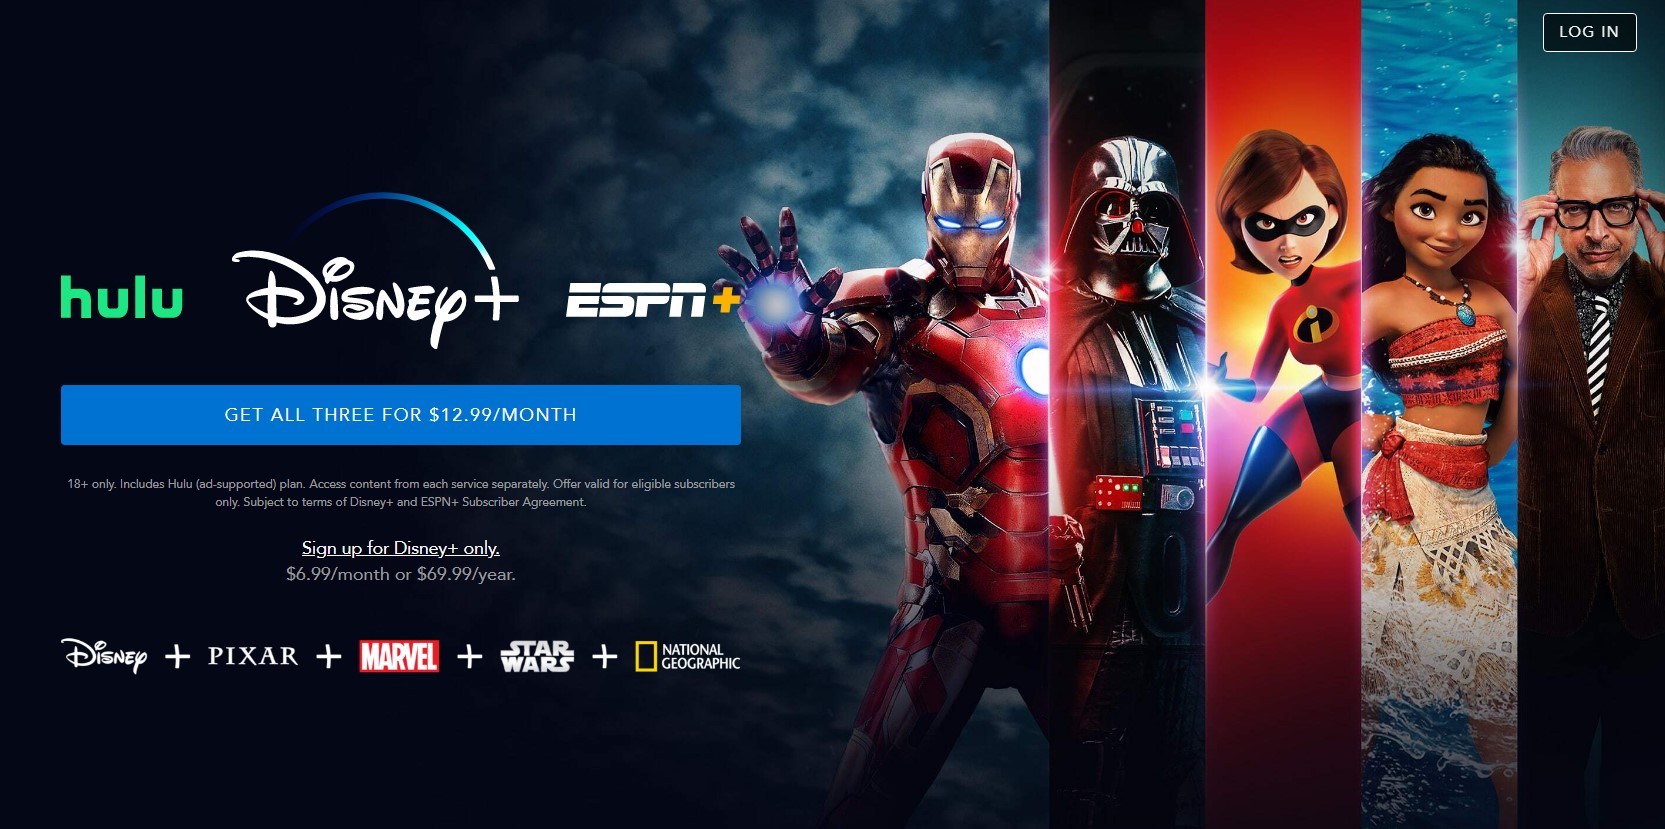 LOG IN
hulu Disney+ ESPN+
GET ALL THREE FOR $12.99/MONTH
18+ only. Includes Hulu (ad-supported) plan. Access content from each service separately. Offer valid for eligible subscribers
only. Subject to terms of Disney+ and ESPN+ Subscriber Agreement.
Sign up for Disney+ only.
$6.99/month or $69.99/year.
Disney + PIXAR + MARVEL + STAR WARS + NATIONAL GEOGRAPHIC